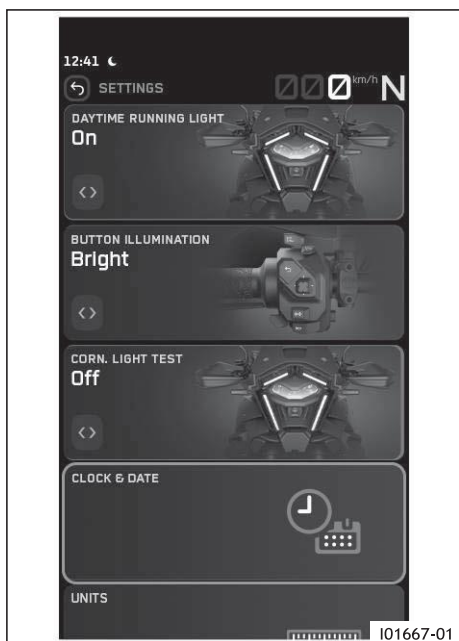 12:41
SETTINGS
000 km/h N
DAYTIME RUNNING LIGHT
On
BUTTON ILLUMINATION
Bright
CORN. LIGHT TEST
Off
CLOCK & DATE
UNITS
I01667-01